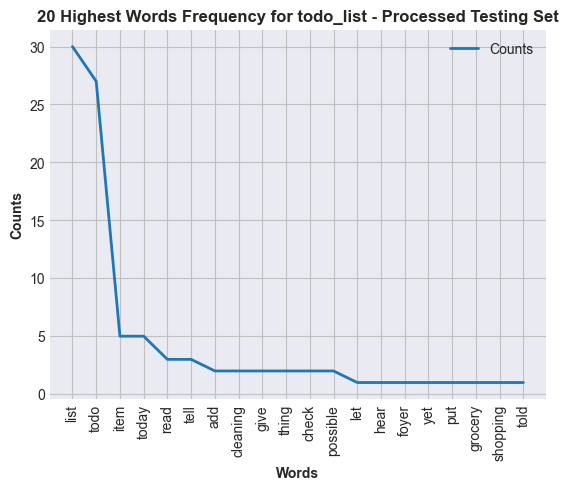 20 Highest Words Frequency for todo_list - Processed Testing Set
Counts
30
25
20
15
10
5
0
Counts
list
todo
item
today
read
tell
add
cleaning
give
thing
check
possible
let
hear
foyer
yet
put
grocery
shopping
told
Words